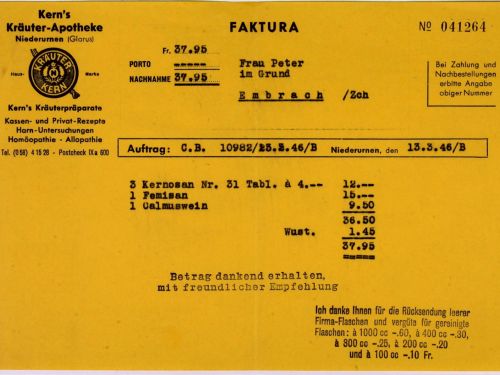 Kern's
Kräuter-Apotheke
Niederurnen (Glarus)
Haus- Marke
KRÄUTER
KERN
Kern's Kräuterpräparate
Kassen- und Privat-Rezepte
Harn-Untersuchungen
Homöopathie - Allopathie
Tel. (058) 4 15 28 - Postcheck IXa 600
FAKTURA
№ 041264
Fr. 37.95
PORTO -----
NACHNAHME 37.95
Frau Peter
im Grund
Embrach /Zch
Bei Zahlung und
Nachbestellungen
erbitte Angabe
obiger Nummer
Auftrag: C.B. 10982/13.3.46/B Niederurnen, den 13.3.46/B
3 Kernosan Nr. 31 Tabl. à 4.-- 12.--
1 Femisan 15.--
1 Calmuswein 9.50
36.50
Wust. 1.45
37.95
Betrag dankend erhalten,
mit freundlicher Empfehlung
Ich danke Ihnen für die Rücksendung leerer
Firma-Flaschen und vergüte für gereinigte
Flaschen: à 1000 cc -.60, à 400 cc -.30,
à 300 cc -.25, à 200 cc -.20
und à 100 cc -.10 Fr.